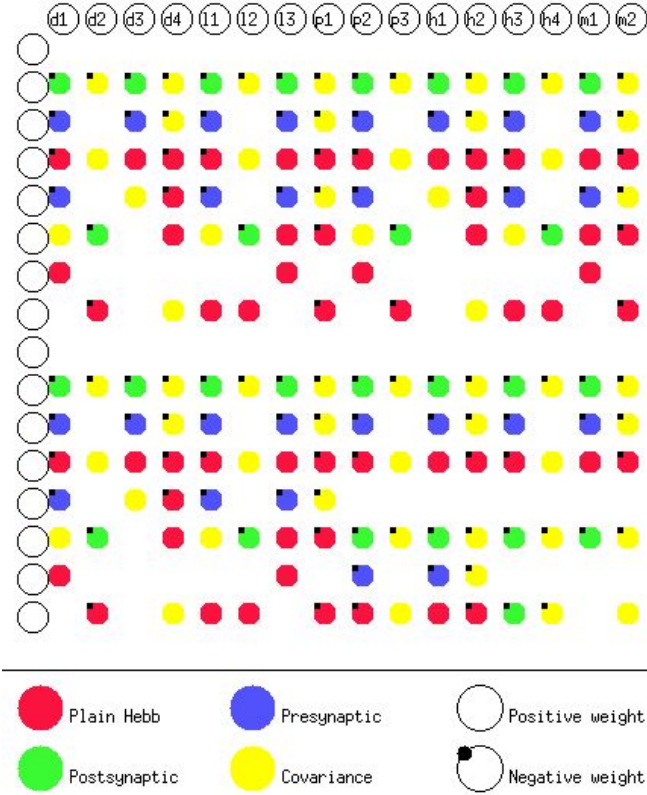 d1 d2 d3 d4 l1 l2 l3 p1 p2 p3 h1 h2 h3 h4 m1 m2
Plain Hebb Presynaptic Positive weight
Postsynaptic Covariance Negative weight